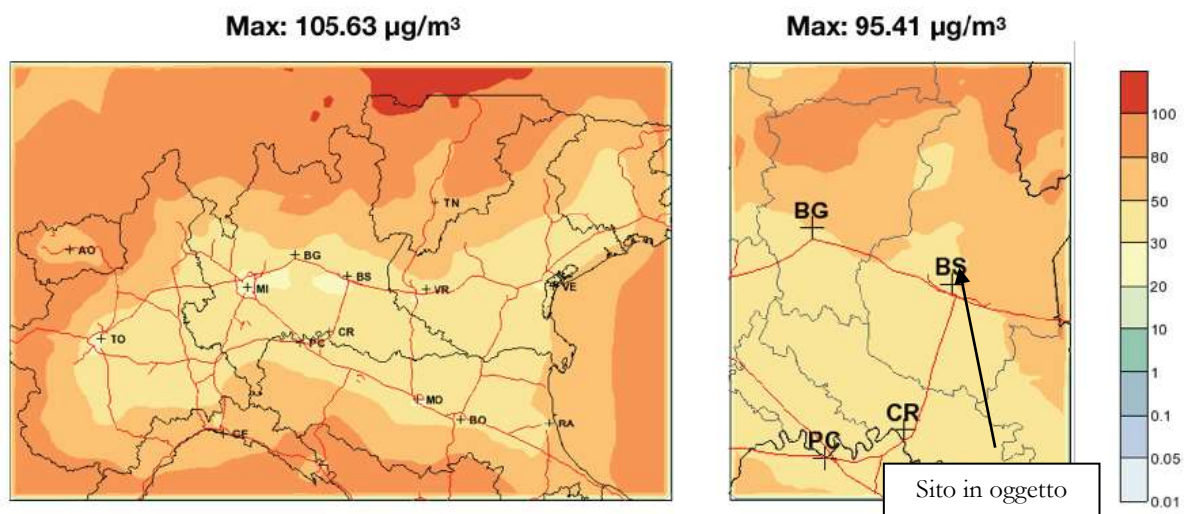 Max: 105.63 µg/m³
Max: 95.41 µg/m³
TN
AO
BG
BS
MI
VR
VE
TO
CR
PC
MO
BO
RA
GE
BG
BS
CR
PC
Sito in oggetto
100
80
50
30
20
10
1
0.1
0.05
0.01